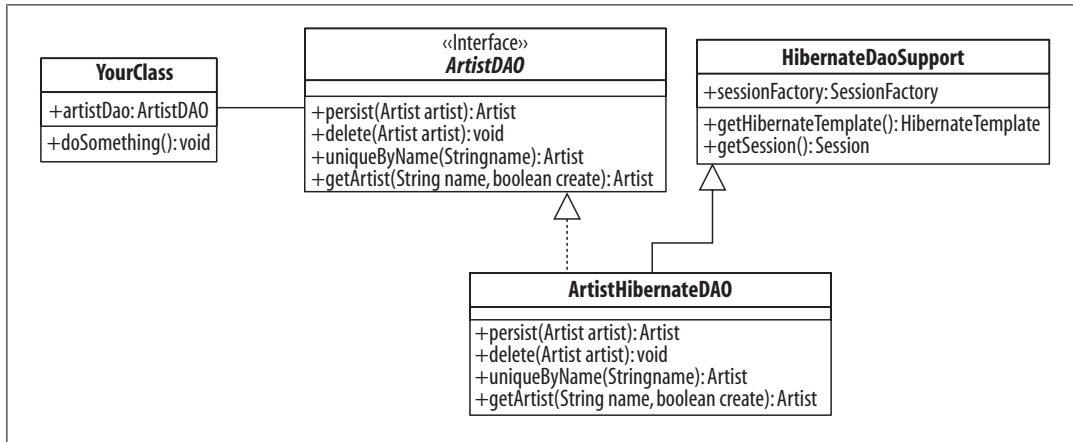 YourClass
+artistDao: ArtistDAO
+doSomething(): void
«Interface»
ArtistDAO
+persist(Artist artist): Artist
+delete(Artist artist): void
+uniqueByName(Stringname): Artist
+getArtist(String name, boolean create): Artist
HibernateDaoSupport
+sessionFactory: SessionFactory
+getHibernateTemplate(): HibernateTemplate
+getSession(): Session
ArtistHibernateDAO
+persist(Artist artist): Artist
+delete(Artist artist): void
+uniqueByName(Stringname): Artist
+getArtist(String name, boolean create): Artist